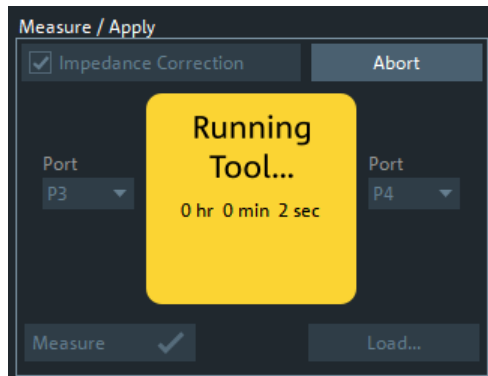 Measure / Apply
Impedance Correction
Abort
Running
Tool...
0 hr 0 min 2 sec
Port
P3
Port
P4
Measure
Load...